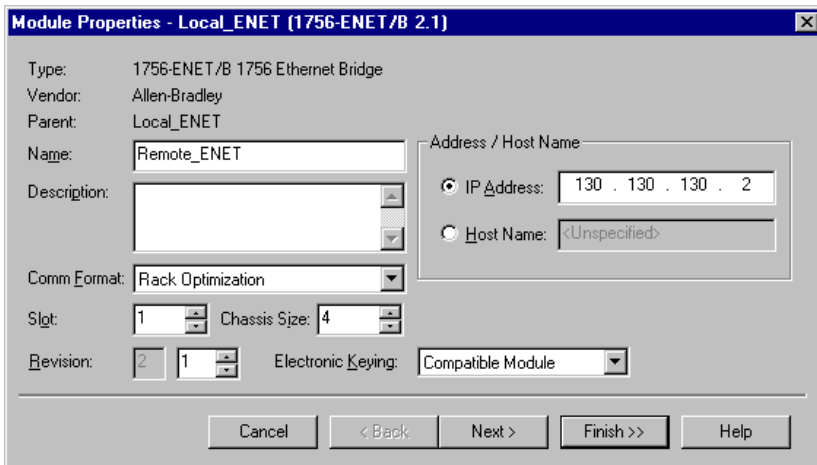 Module Properties - Local_ENET (1756-ENET/B 2.1)
Type: 1756-ENET/B 1756 Ethernet Bridge
Vendor: Allen-Bradley
Parent: Local_ENET
Name: Remote_ENET
Description:
Address / Host Name
IP Address: 130 . 130 . 130 . 2
Host Name: <Unspecified>
Comm Format: Rack Optimization
Slot: 1 Chassis Size: 4
Revision: 2 1 Electronic Keying: Compatible Module
Cancel < Back Next > Finish >> Help